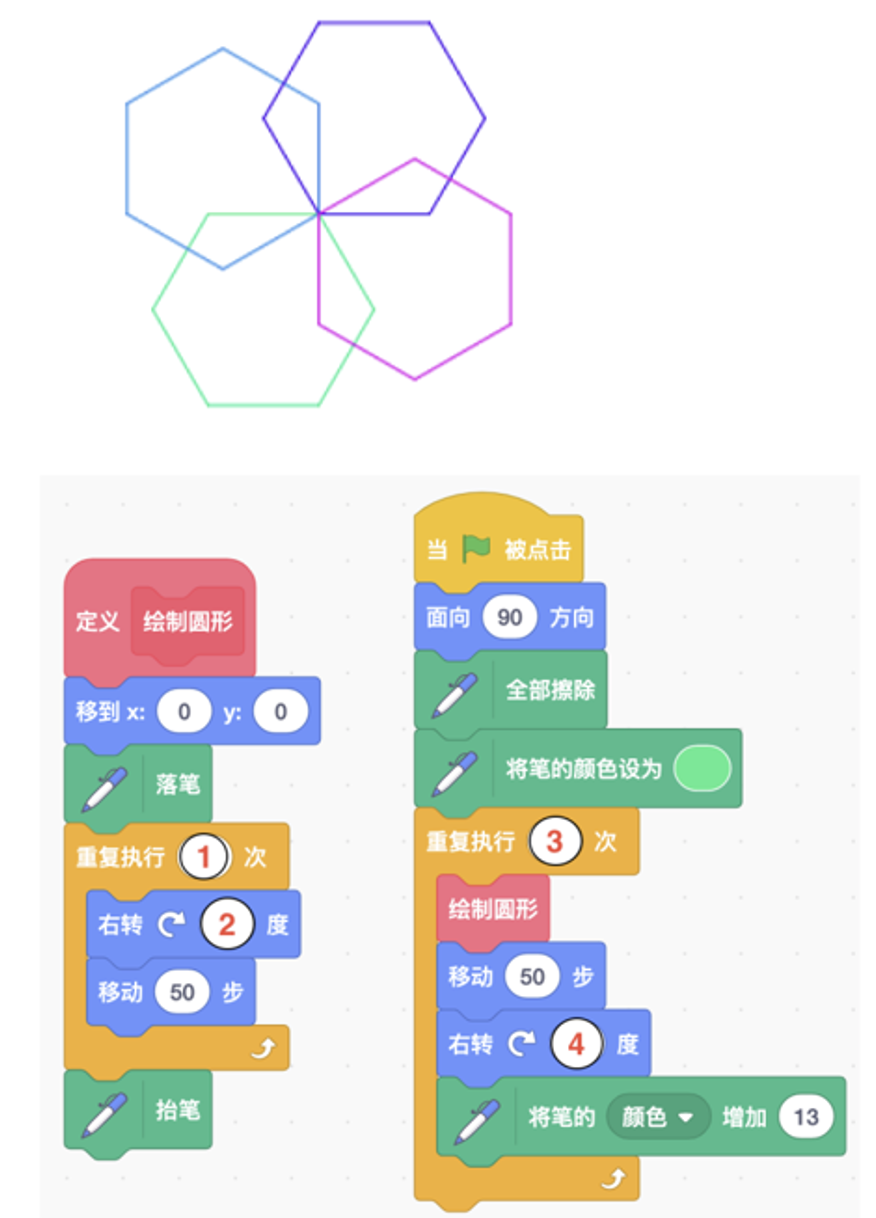 定义 绘制圆形
移到 x: 0 y: 0
落笔
重复执行 1 次
右转 2 度
移动 50 步
抬笔
当 被点击
面向 90 方向
全部擦除
将笔的颜色设为
重复执行 3 次
绘制圆形
移动 50 步
右转 4 度
将笔的 颜色 增加 13